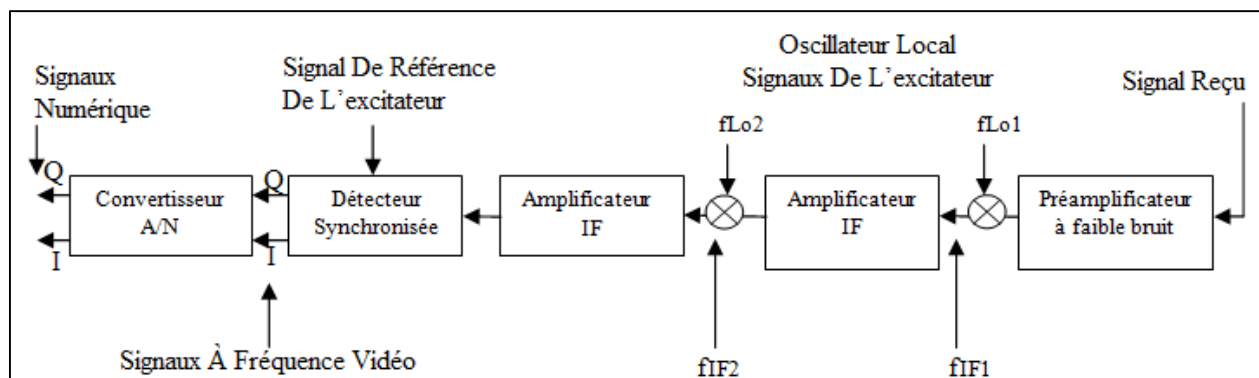 Oscillateur Local
Signaux De L'excitateur
Signal De Référence
De L'excitateur
Signaux
Numérique
Signal Reçu
fLo2
fLo1
Q
Q
Convertisseur
A/N
Détecteur
Synchronisée
Amplificateur
IF
Amplificateur
IF
Préamplificateur
à faible bruit
I
I
Signaux À Fréquence Vidéo
fIF2
fIF1